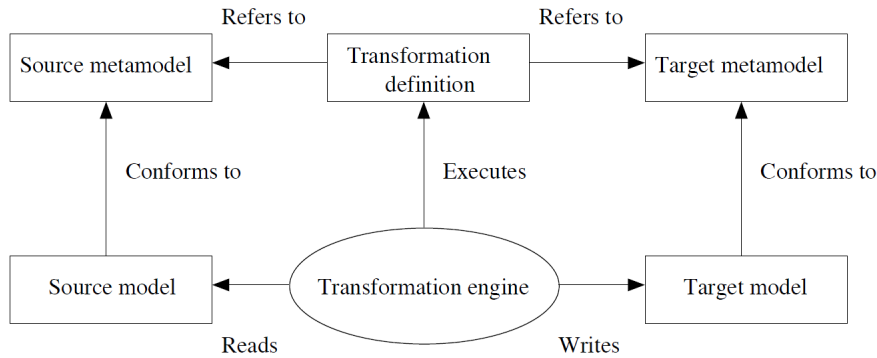 Refers to
Refers to
Source metamodel
Transformation
definition
Target metamodel
Conforms to
Executes
Conforms to
Source model
Transformation engine
Target model
Reads
Writes